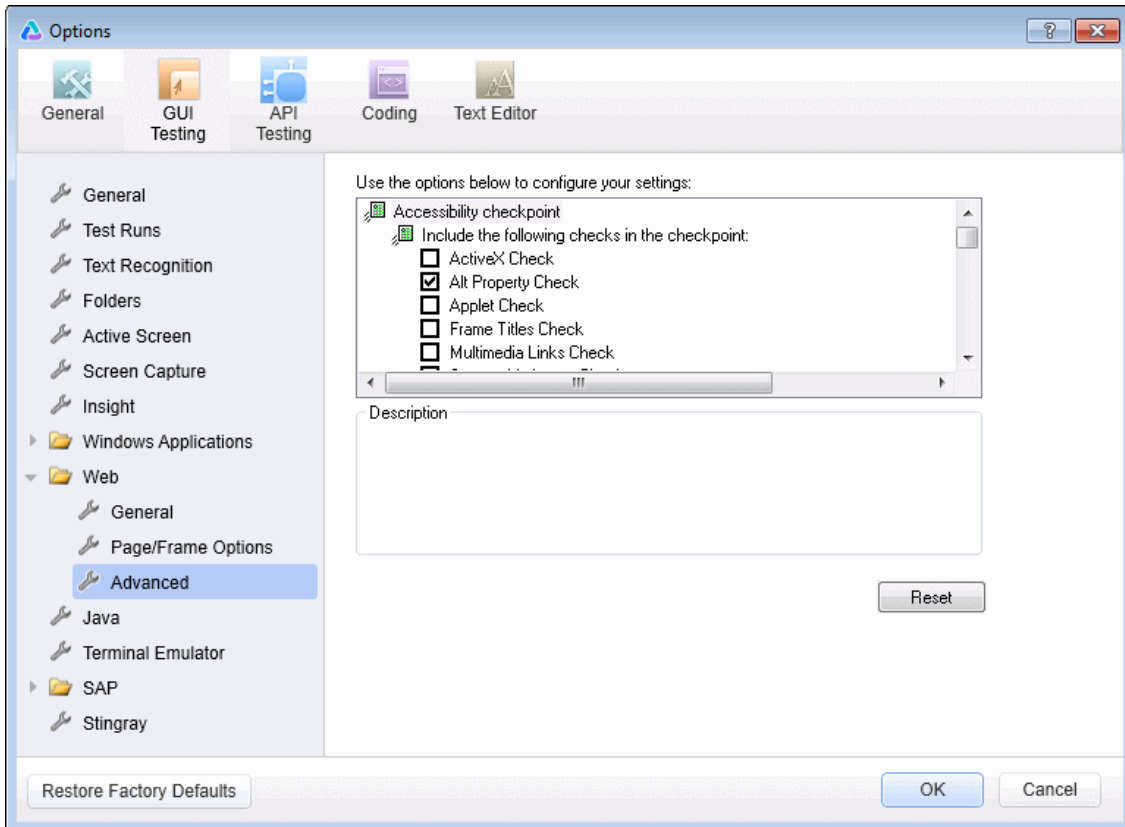 Options
General
GUI
Testing
API
Testing
Coding
Text Editor
General
Test Runs
Text Recognition
Folders
Active Screen
Screen Capture
Insight
Windows Applications
Web
General
Page/Frame Options
Advanced
Java
Terminal Emulator
SAP
Stingray
Use the options below to configure your settings:
Accessibility checkpoint
Include the following checks in the checkpoint:
ActiveX Check
Alt Property Check
Applet Check
Frame Titles Check
Multimedia Links Check
Description
Reset
Restore Factory Defaults
OK
Cancel